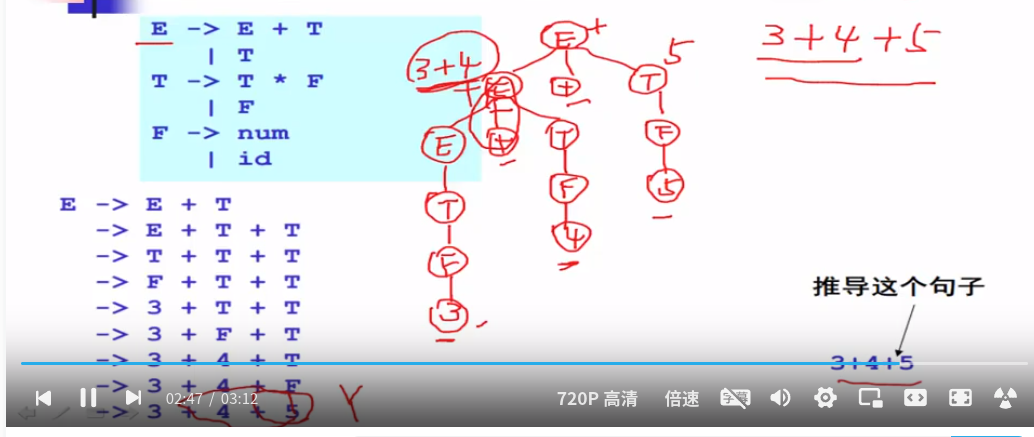 E -> E + T
| T
T -> T * F
| F
F -> num
| id
3+4
E +
+
T 5
E
+
T
F
5
E
T
F
4
T
F
3
3+4+5
E -> E + T
-> E + T + T
-> T + T + T
-> F + T + T
-> 3 + T + T
-> 3 + F + T
-> 3 + 4 + T
-> 3 + 4 + F
-> 3 + 4 + 5 Y
推导这个句子
3+4+5
02:47 / 03:12 720P 高清 倍速 字幕